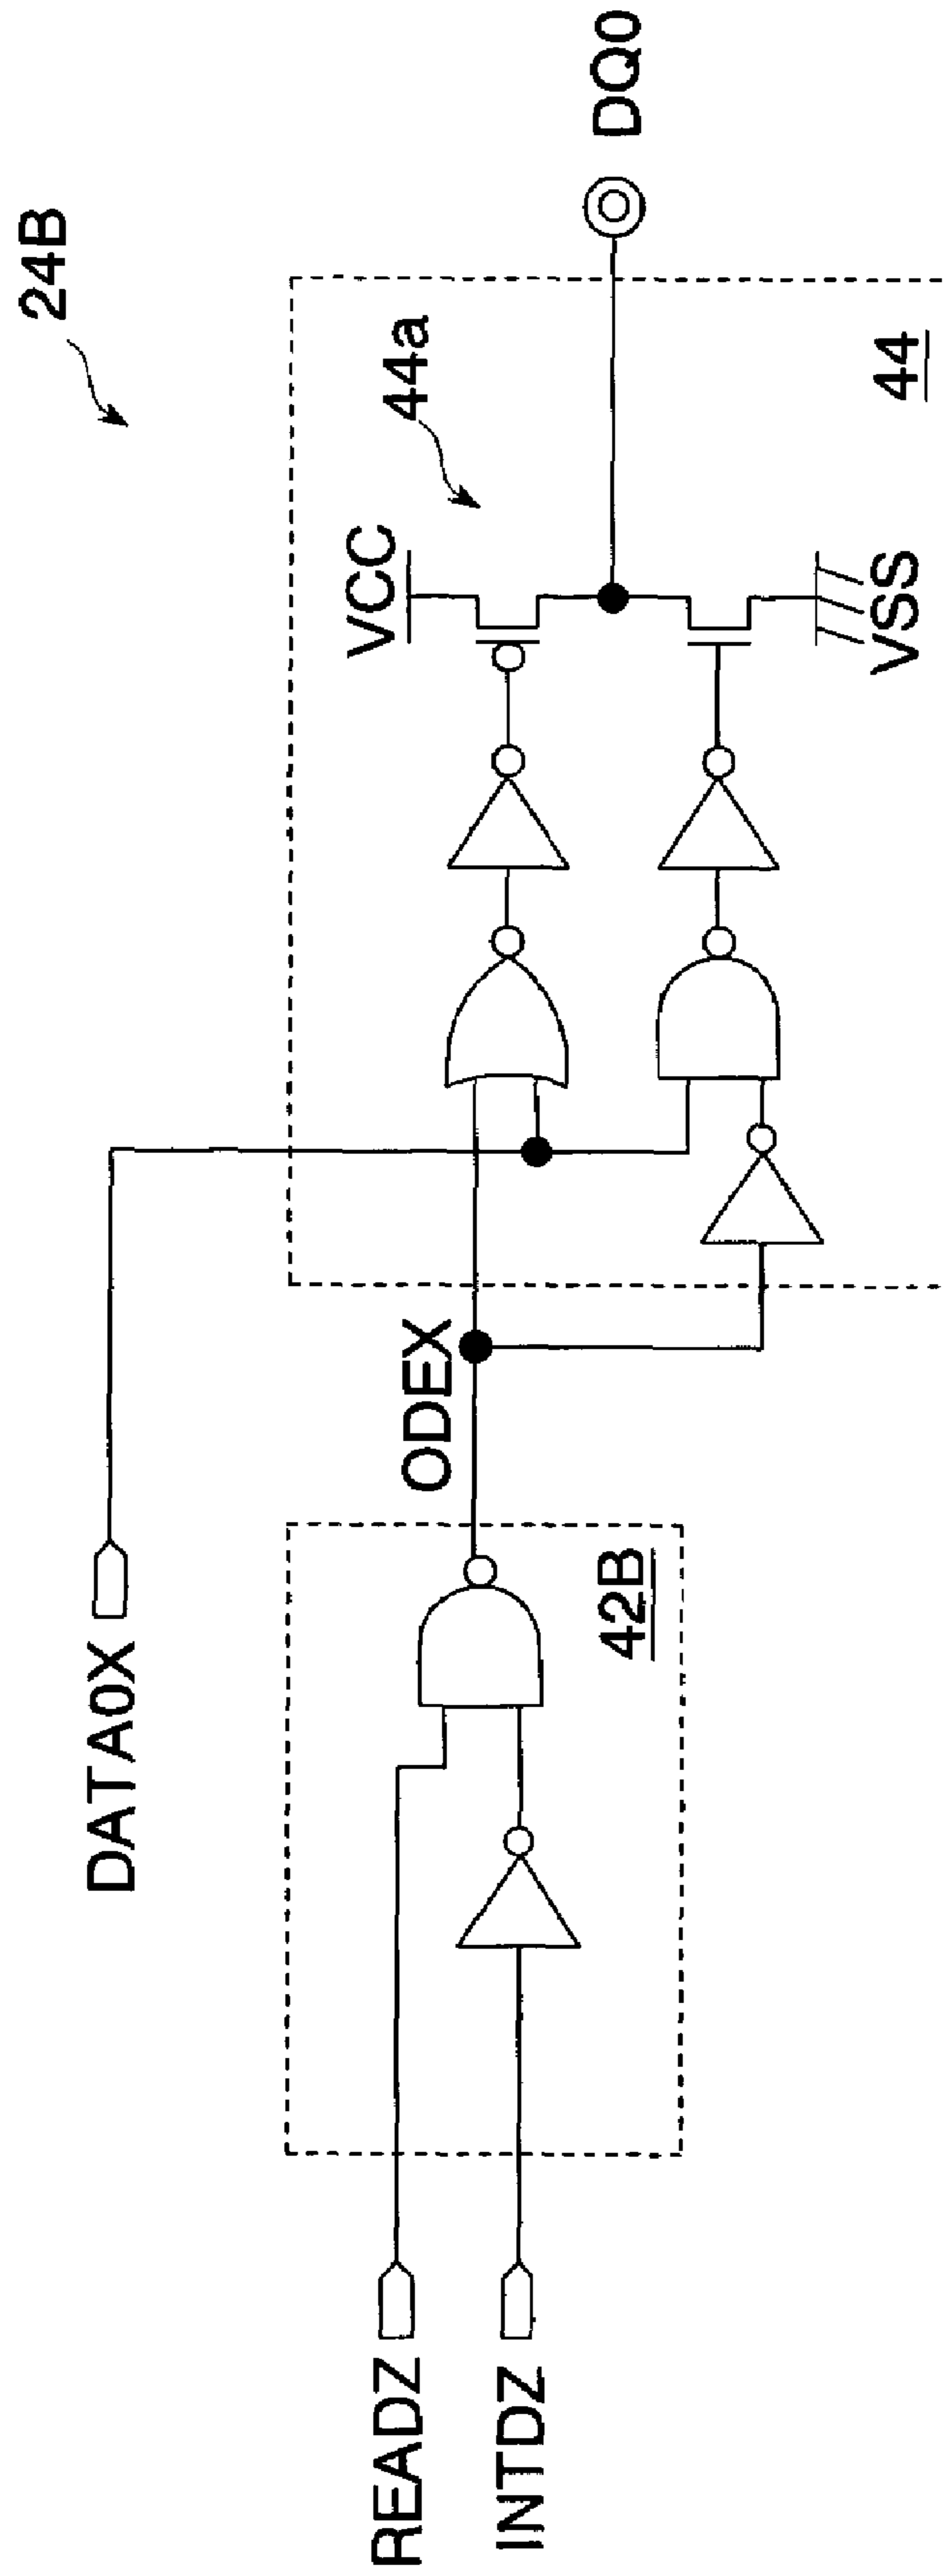 24B
DATA0X
READZ
INTDZ
42B
ODEX
VCC
44a
VSS
44
DQ0